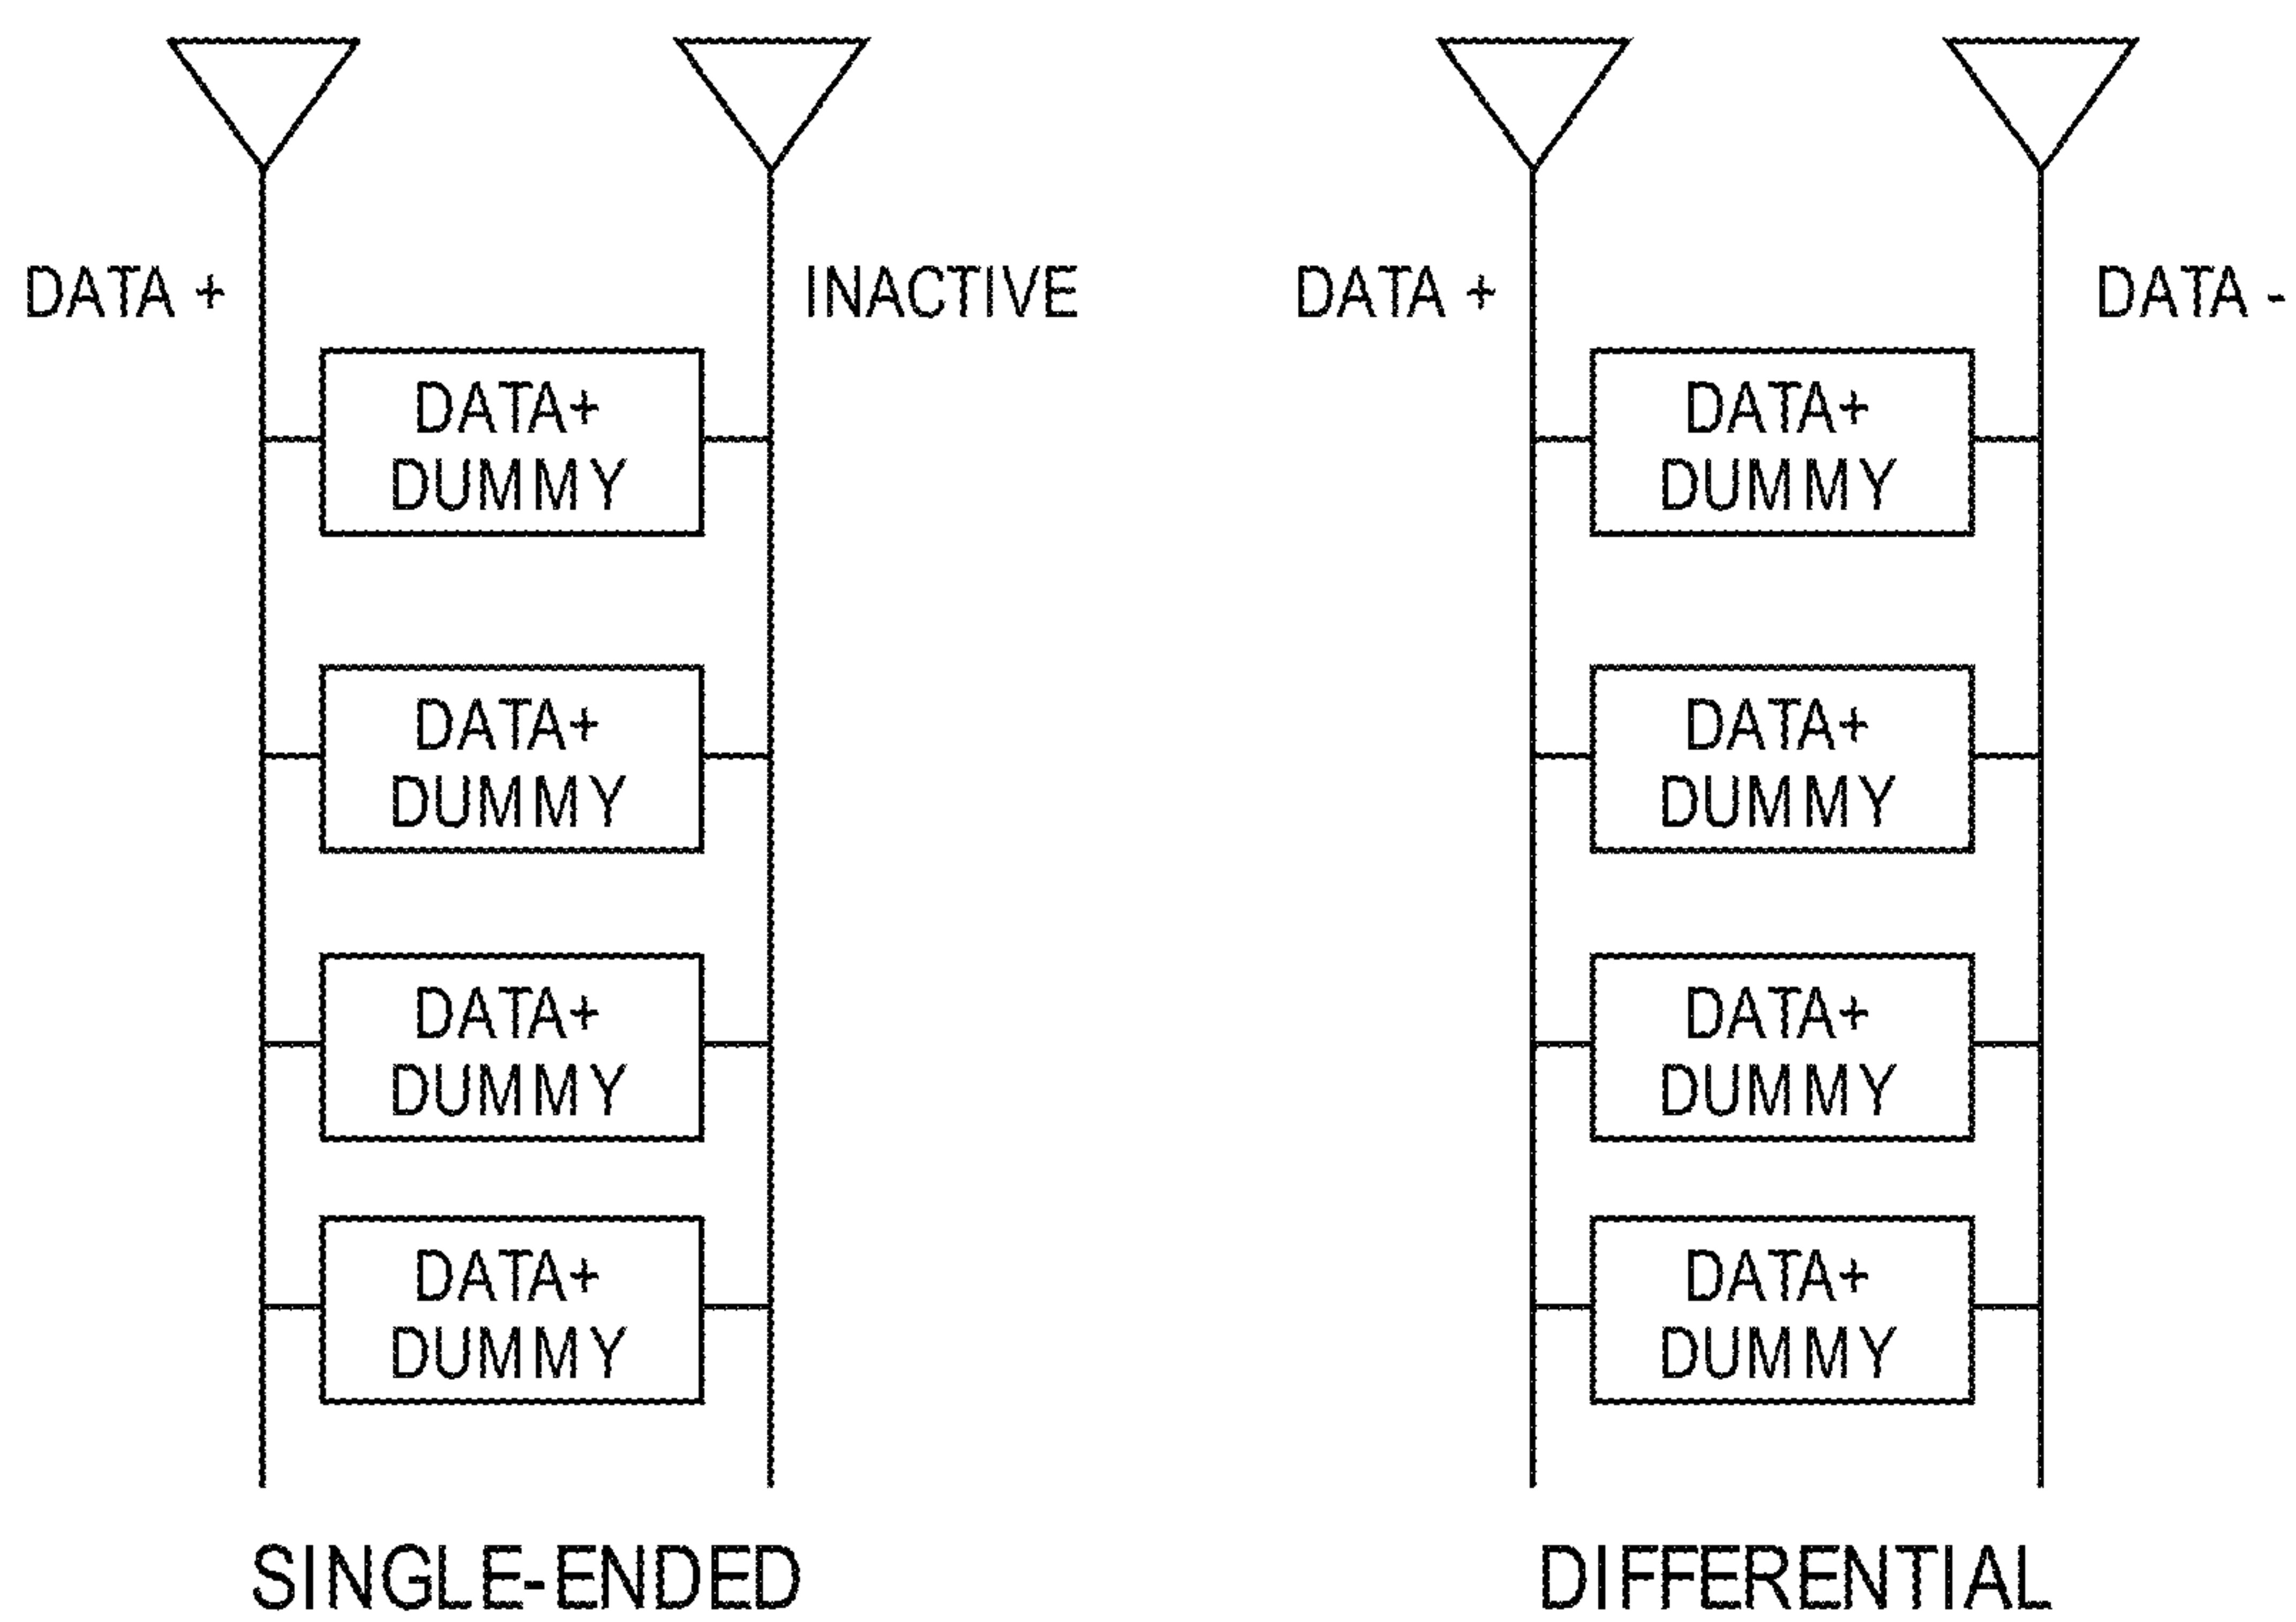 DATA +
INACTIVE
DATA+
DUMMY
DATA+
DUMMY
DATA+
DUMMY
DATA+
DUMMY
SINGLE-ENDED
DATA +
DATA -
DATA+
DUMMY
DATA+
DUMMY
DATA+
DUMMY
DATA+
DUMMY
DIFFERENTIAL